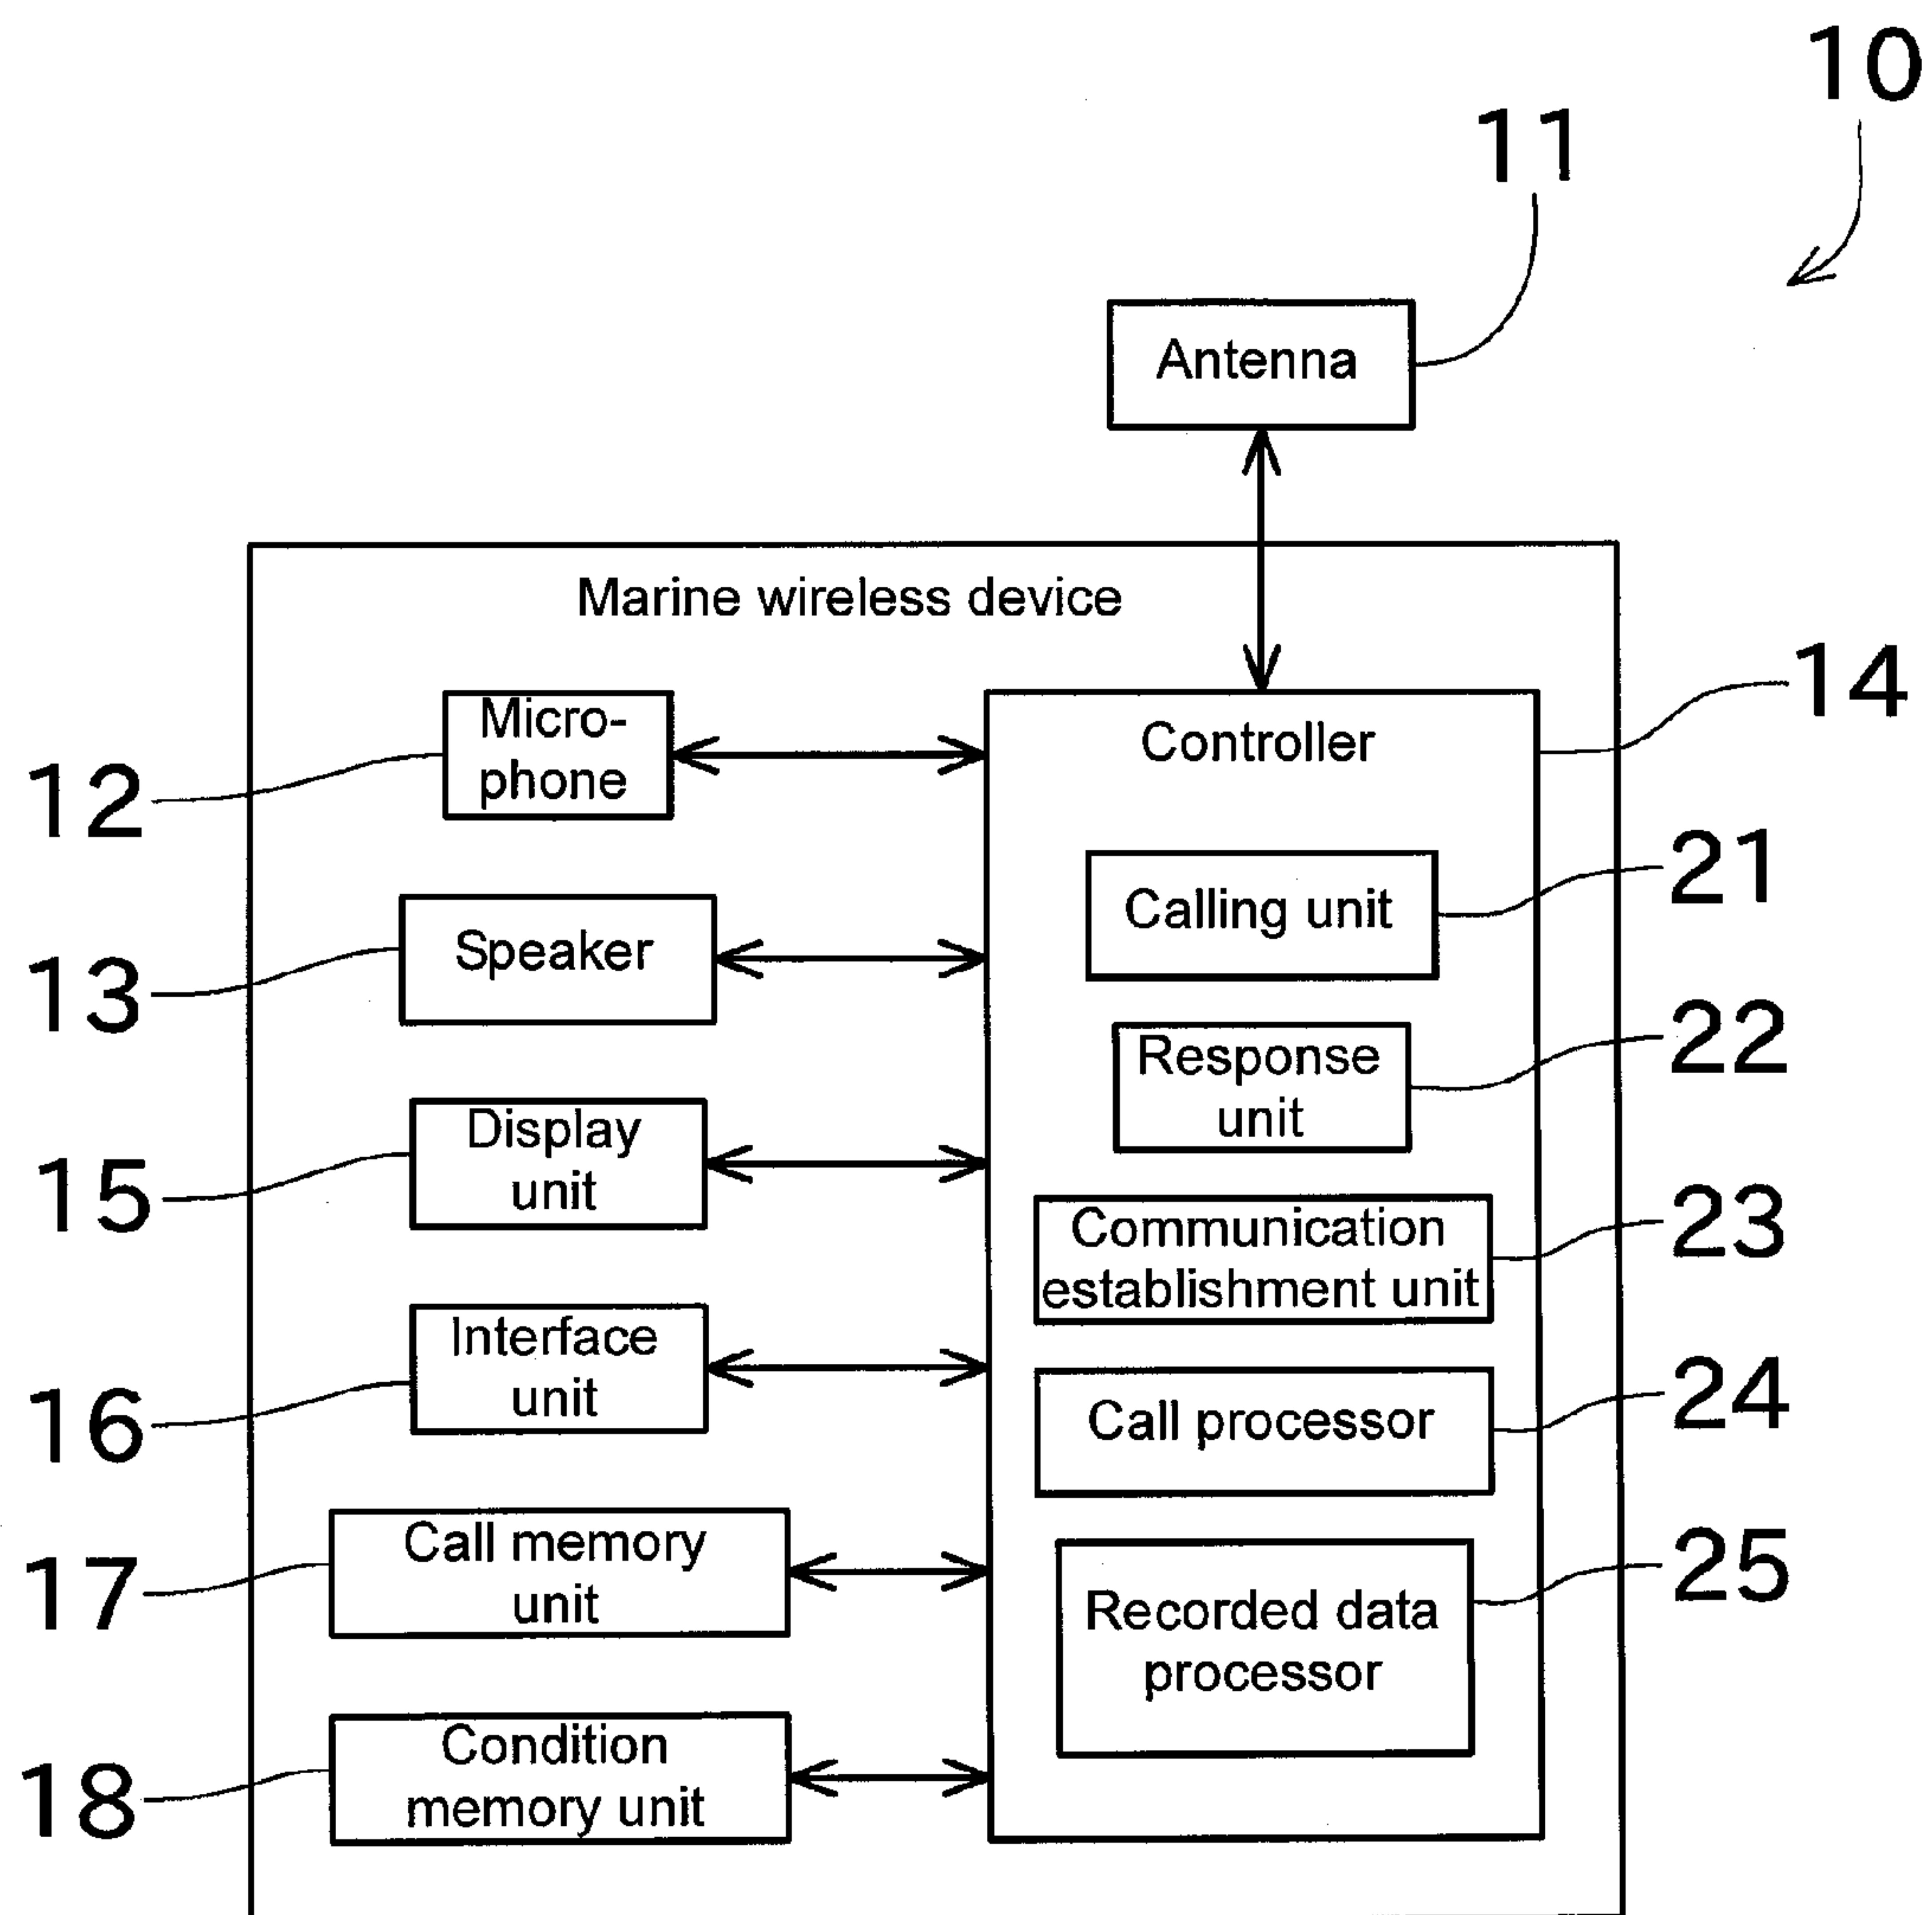 10
11
Antenna
Marine wireless device
14
Micro-
phone
12
Controller
21
Calling unit
Speaker
13
22
Response
unit
Display
unit
15
23
Communication
establishment unit
Interface
unit
16
24
Call processor
Call memory
unit
17
25
Recorded data
processor
Condition
memory unit
18